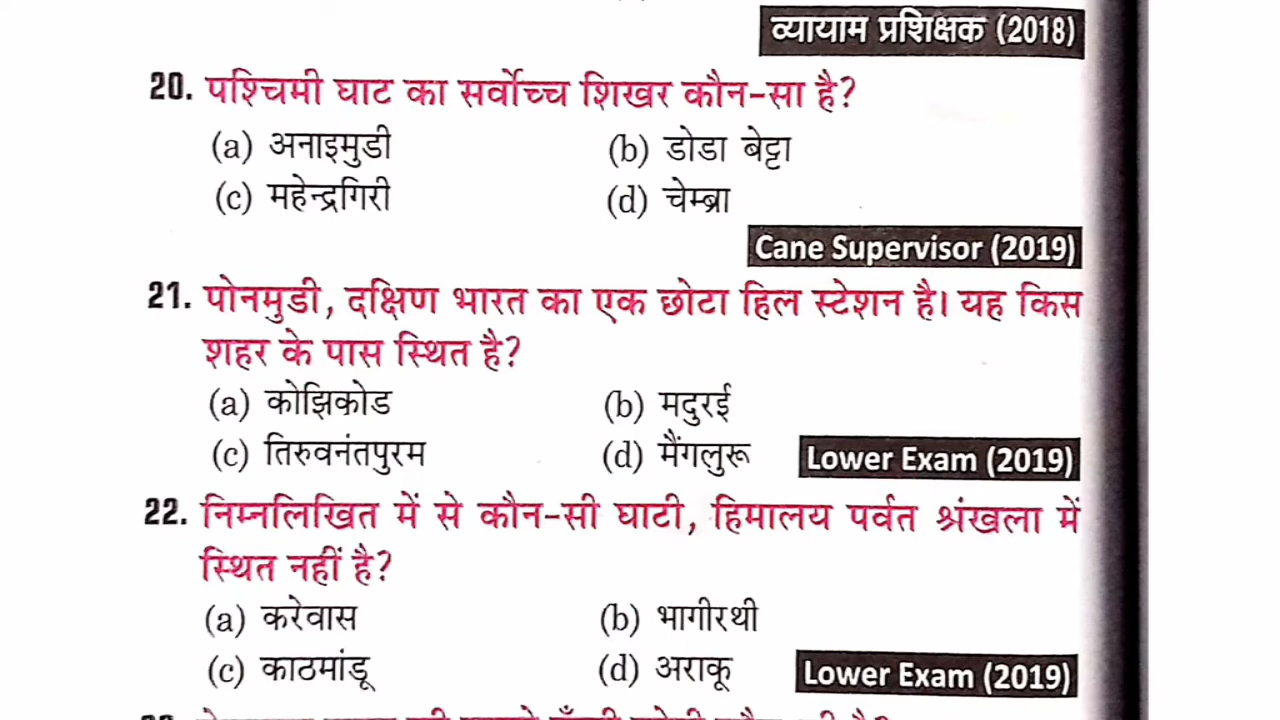 व्यायाम प्रशिक्षक (2018)
20. पश्चिमी घाट का सर्वोच्च शिखर कौन-सा है?
(a) अनाइमुडी (b) डोडा बेट्टा
(c) महेन्द्रगिरी (d) चेम्ब्रा
Cane Supervisor (2019)
21. पोनमुडी, दक्षिण भारत का एक छोटा हिल स्टेशन है। यह किस
शहर के पास स्थित है?
(a) कोझिकोड (b) मदुरई
(c) तिरुवनंतपुरम (d) मैंगलुरू Lower Exam (2019)
22. निम्नलिखित में से कौन-सी घाटी, हिमालय पर्वत श्रंखला में
स्थित नहीं है?
(a) करेवास (b) भागीरथी
(c) काठमांडू (d) अराकू Lower Exam (2019)